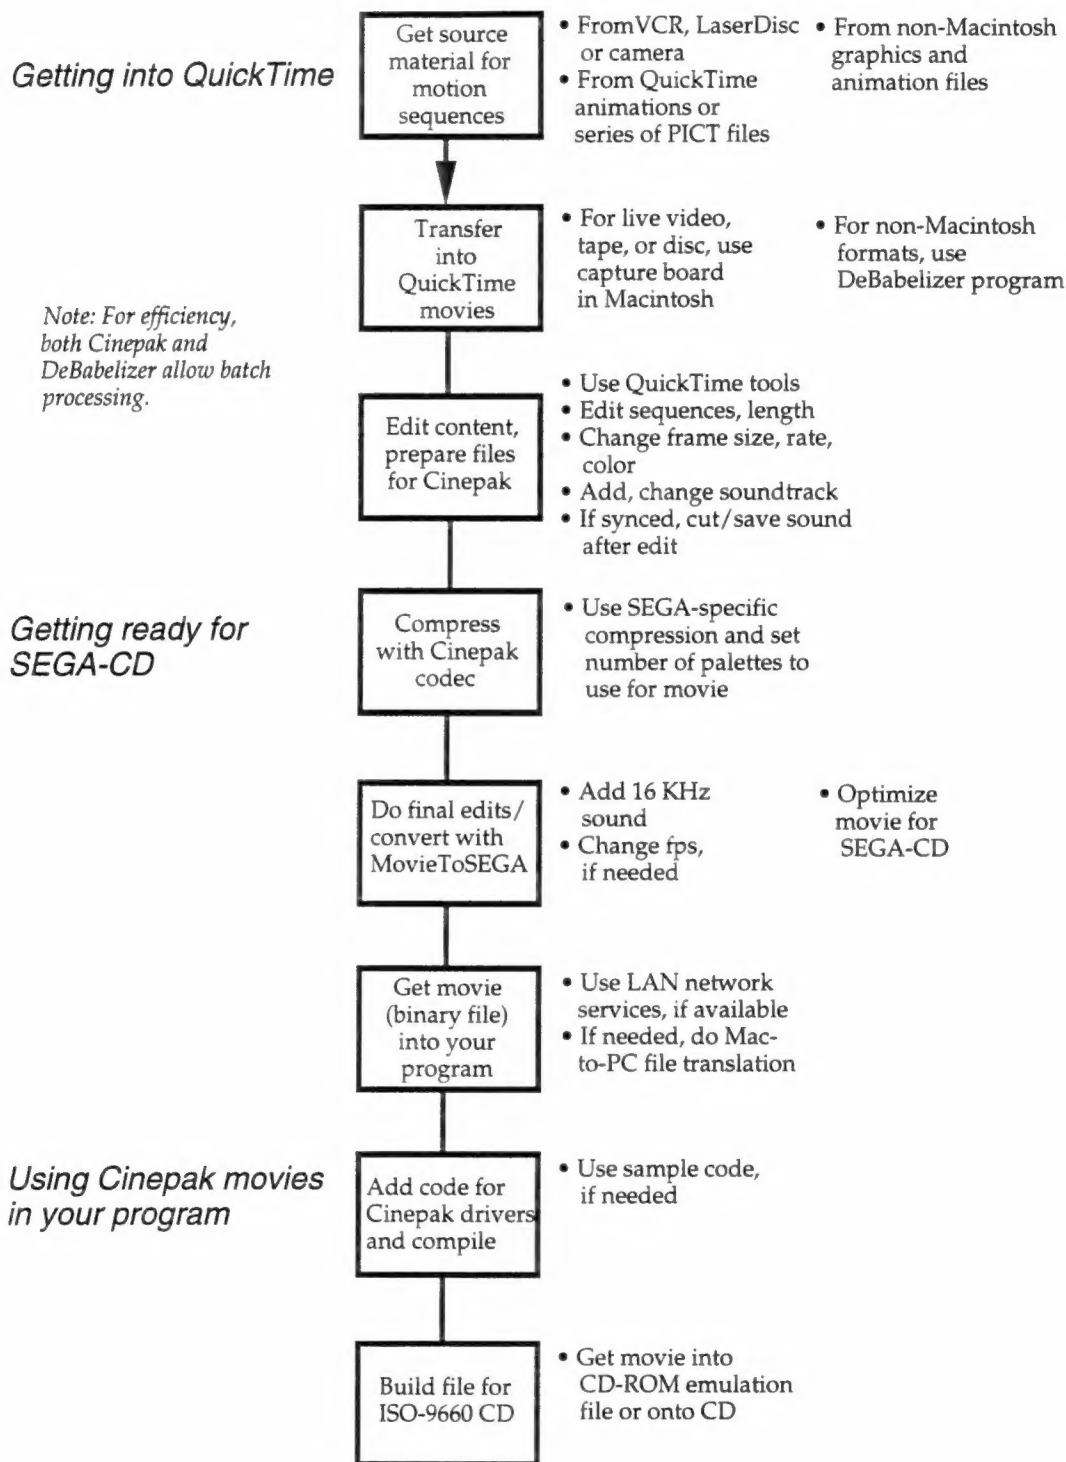 Getting into QuickTime
Get source
material for
motion
sequences
• FromVCR, LaserDisc
or camera
• From QuickTime
animations or
series of PICT files
• From non-Macintosh
graphics and
animation files
Transfer
into
QuickTime
movies
• For live video,
tape, or disc, use
capture board
in Macintosh
• For non-Macintosh
formats, use
DeBabelizer program
Note: For efficiency,
both Cinepak and
DeBabelizer allow batch
processing.
Edit content,
prepare files
for Cinepak
• Use QuickTime tools
• Edit sequences, length
• Change frame size, rate,
color
• Add, change soundtrack
• If synced, cut/save sound
after edit
Getting ready for
SEGA-CD
Compress
with Cinepak
codec
• Use SEGA-specific
compression and set
number of palettes to
use for movie
Do final edits/
convert with
MovieToSEGA
• Add 16 KHz
sound
• Change fps,
if needed
• Optimize
movie for
SEGA-CD
Get movie
(binary file)
into your
program
• Use LAN network
services, if available
• If needed, do Mac-
to-PC file translation
Using Cinepak movies
in your program
Add code for
Cinepak drivers
and compile
• Use sample code,
if needed
Build file for
ISO-9660 CD
• Get movie into
CD-ROM emulation
file or onto CD